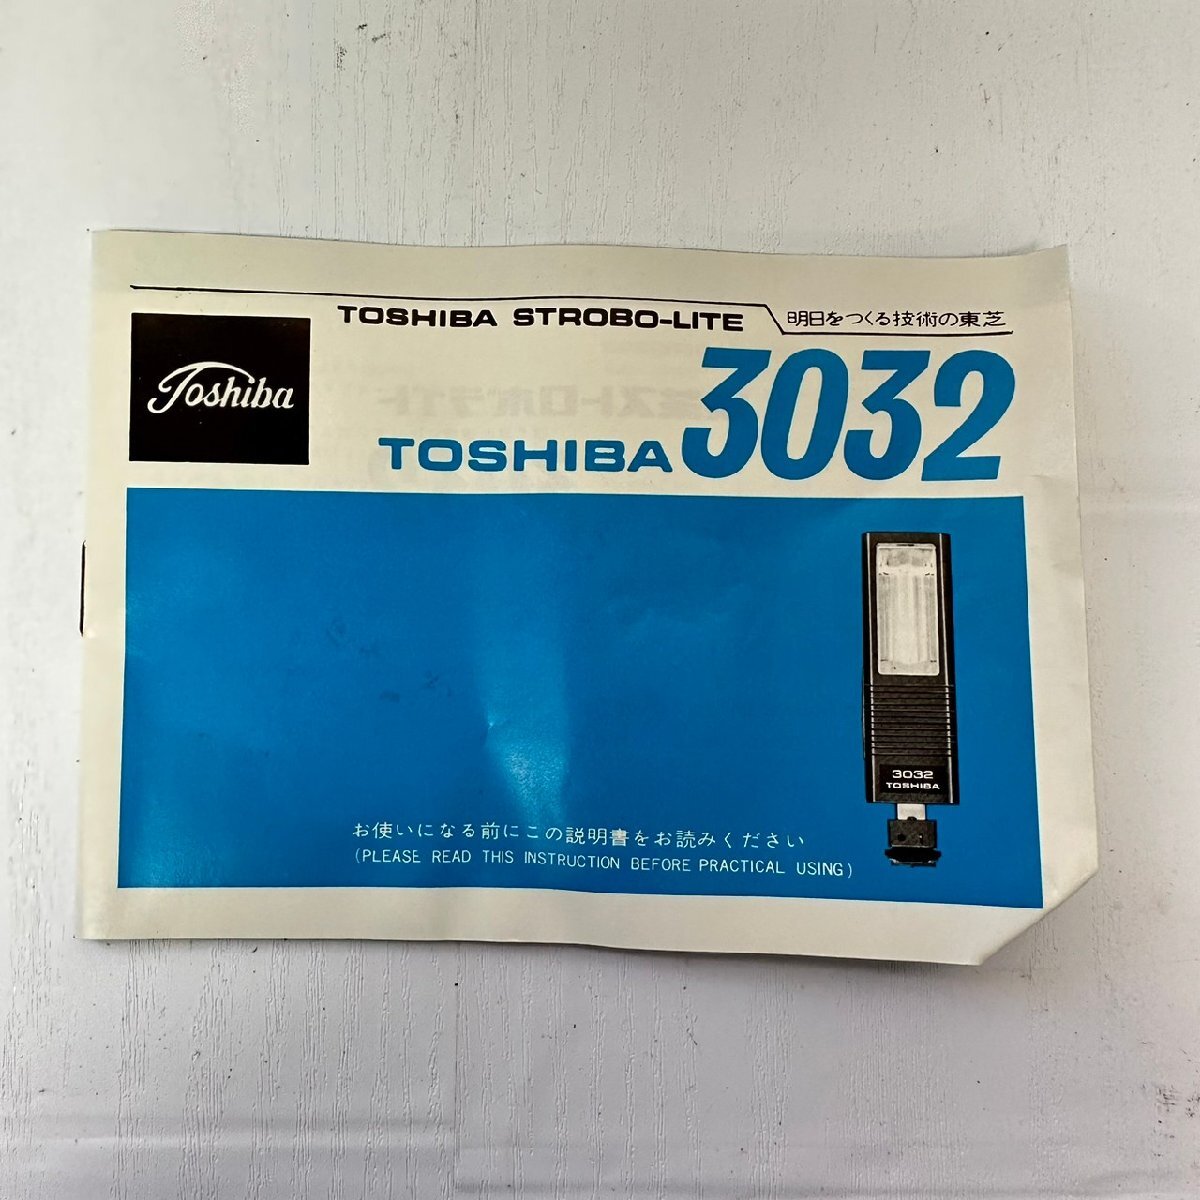 TOSHIBA STROBO-LITE 明日をつくる技術の東芝
Toshiba
TOSHIBA 3032
3032
TOSHIBA
お使いになる前にこの説明書をお読みください
(PLEASE READ THIS INSTRUCTION BEFORE PRACTICAL USING)